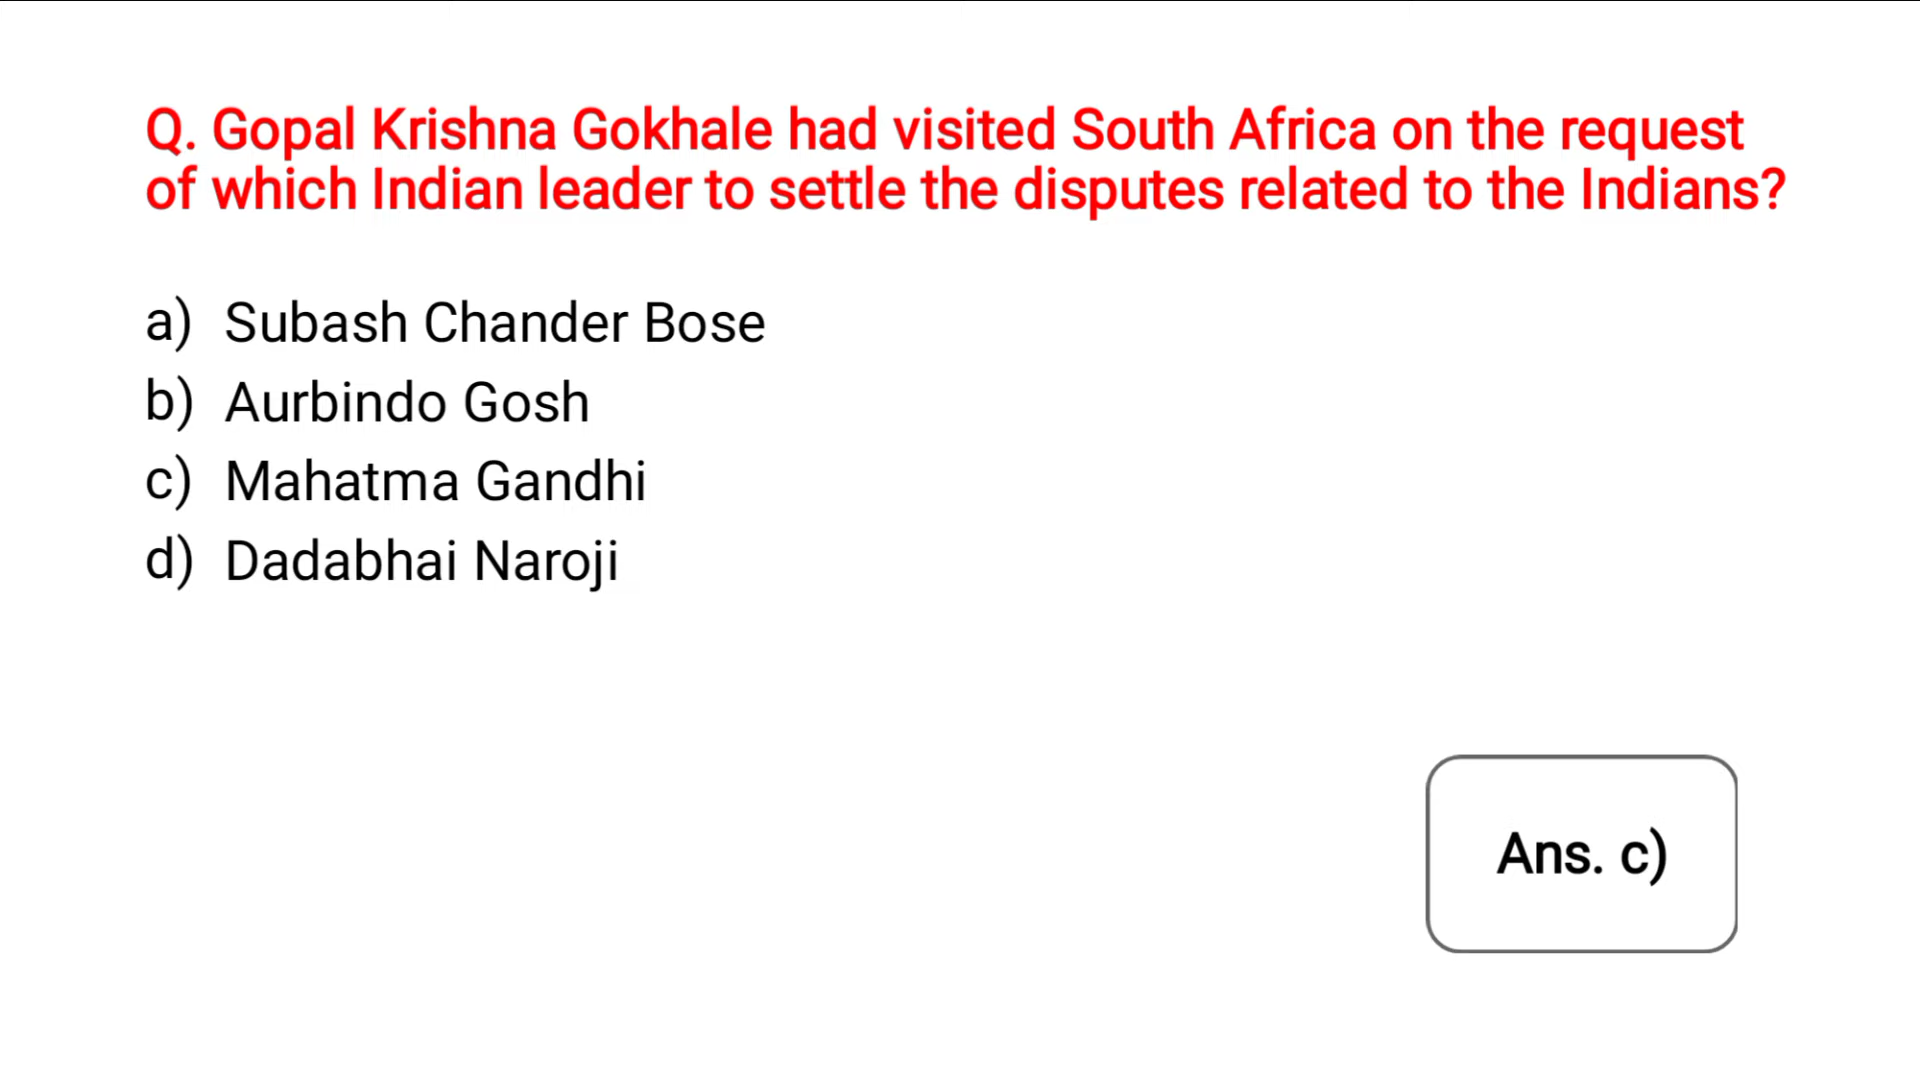 Q. Gopal Krishna Gokhale had visited South Africa on the request
of which Indian leader to settle the disputes related to the Indians?
a) Subash Chander Bose
b) Aurbindo Gosh
c) Mahatma Gandhi
d) Dadabhai Naroji
Ans. c)